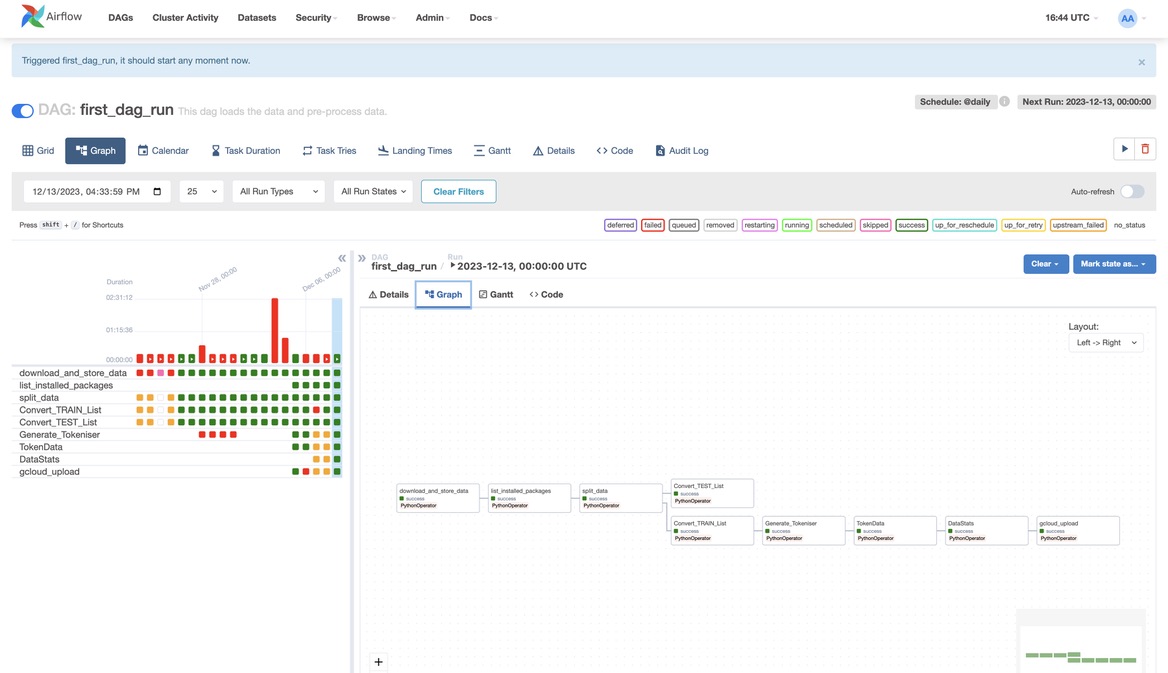 Airflow DAGs Cluster Activity Datasets Security Browse Admin Docs 16:44 UTC AA
Triggered first_dag_run, it should start any moment now. ×
DAG: first_dag_run This dag loads the data and pre-process data. Schedule: @daily i Next Run: 2023-12-13, 00:00:00
Grid Graph Calendar Task Duration Task Tries Landing Times Gantt Details Code Audit Log
12/13/2023, 04:33:59 PM 25 All Run Types All Run States Clear Filters Auto-refresh
Press shift + / for Shortcuts deferred failed queued removed restarting running scheduled skipped success up_for_reschedule up_for_retry upstream_failed no_status
DAG Run
first_dag_run / 2023-12-13, 00:00:00 UTC Clear Mark state as...
Details Graph Gantt Code
Duration Nov 28, 00:00 Dec 06, 00:00
02:31:12
01:15:36
00:00:00
download_and_store_data
list_installed_packages
split_data
Convert_TRAIN_List
Convert_TEST_List
Generate_Tokeniser
TokenData
DataStats
gcloud_upload
Layout:
Left -> Right
download_and_store_data
success
PythonOperator
list_installed_packages
success
PythonOperator
split_data
success
PythonOperator
Convert_TEST_List
success
PythonOperator
Convert_TRAIN_List
success
PythonOperator
Generate_Tokeniser
success
PythonOperator
TokenData
success
PythonOperator
DataStats
success
PythonOperator
gcloud_upload
success
PythonOperator
+